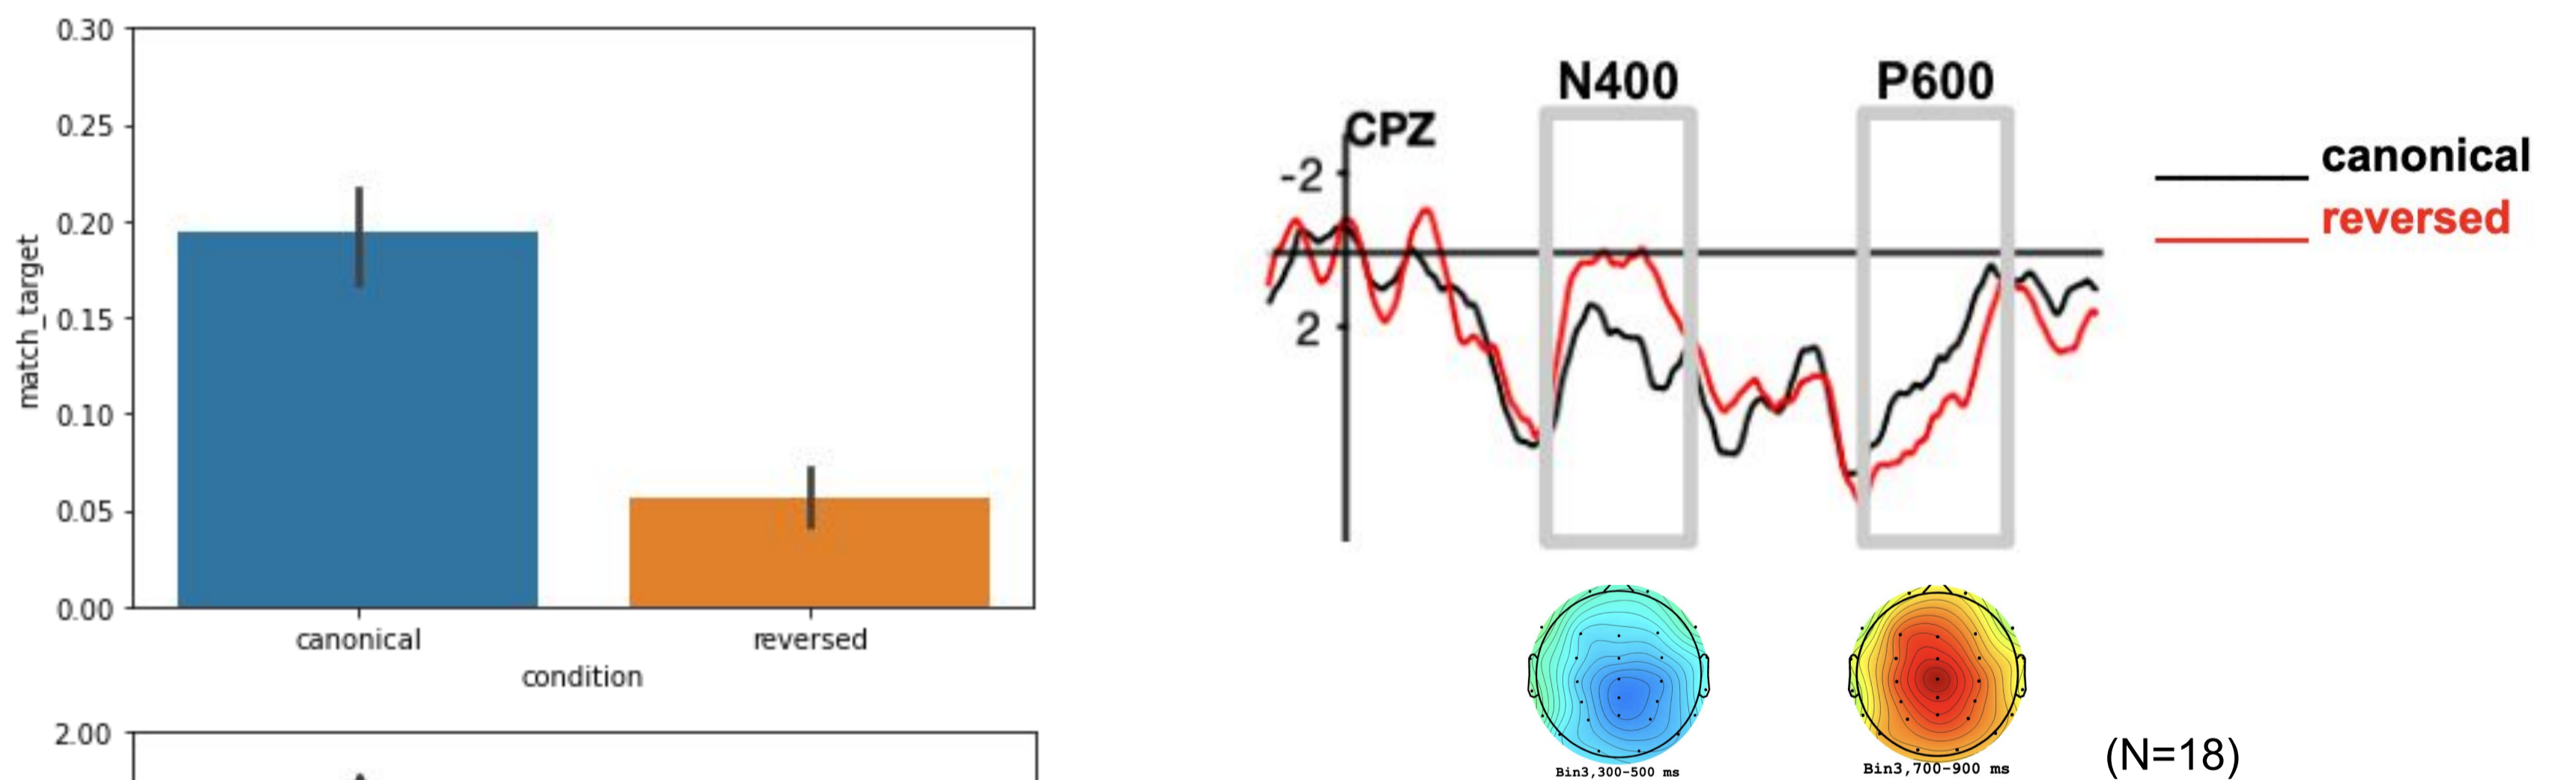 0.30
0.25
0.20
0.15
0.10
0.05
0.00
match_target
canonical
reversed
condition
2.00
N400
P600
CPZ
-2
2
canonical
reversed
Bin3,300-500 ms
Bin3,700-900 ms
(N=18)